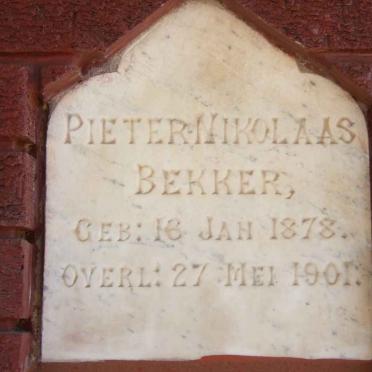 PIETER NIKOLAAS
BEKKER,
GEB: 16 JAN 1878.
OVERL: 27 MEI 1901.